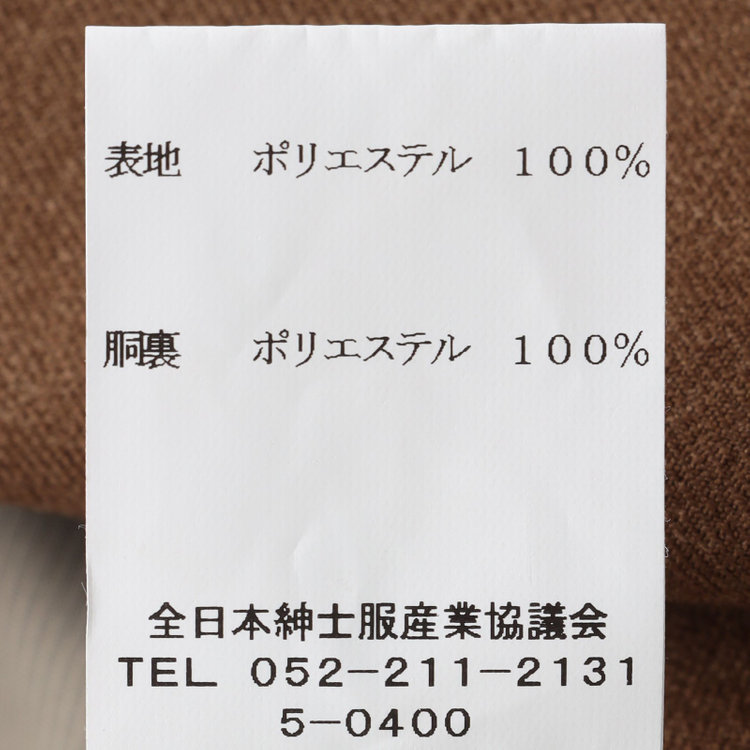 表地 ポリエステル １００％
胴裏 ポリエステル １００％
全日本紳士服産業協議会
ＴＥＬ ０５２－２１１－２１３１
５－０４００